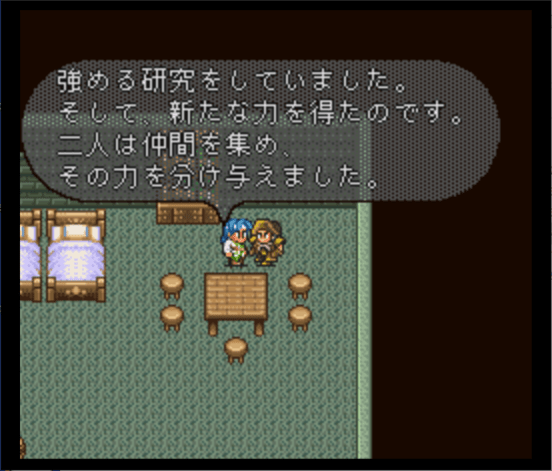 強める研究をしていました。
そして、新たな力を得たのです。
二人は仲間を集め、
その力を分け与えました。